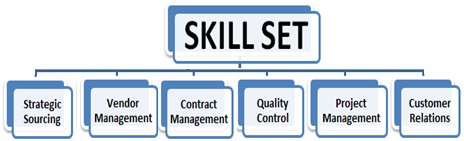 SKILL SET
Strategic
Sourcing
Vendor
Management
Contract
Management
Quality
Control
Project
Management
Customer
Relations